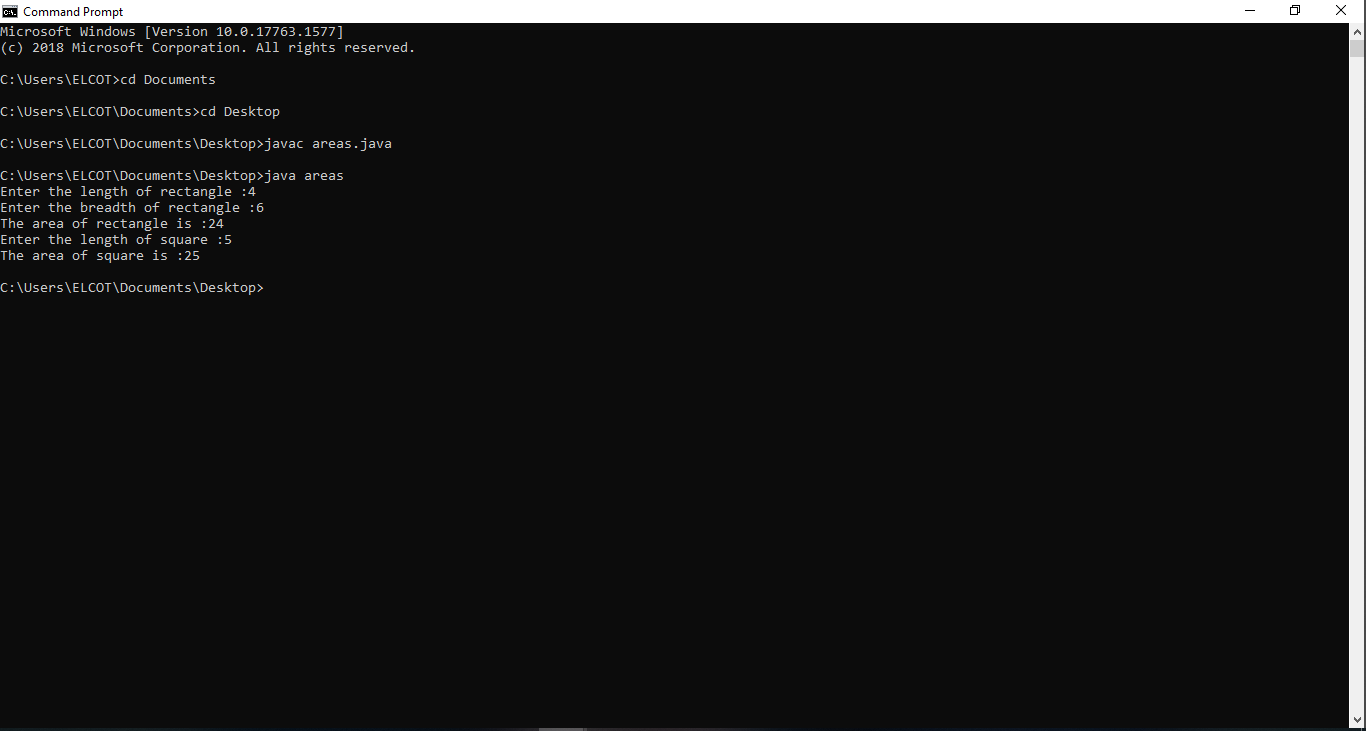 Command Prompt
Microsoft Windows [Version 10.0.17763.1577]
(c) 2018 Microsoft Corporation. All rights reserved.
C:\Users\ELCOT>cd Documents
C:\Users\ELCOT\Documents>cd Desktop
C:\Users\ELCOT\Documents\Desktop>javac areas.java
C:\Users\ELCOT\Documents\Desktop>java areas
Enter the length of rectangle :4
Enter the breadth of rectangle :6
The area of rectangle is :24
Enter the length of square :5
The area of square is :25
C:\Users\ELCOT\Documents\Desktop>